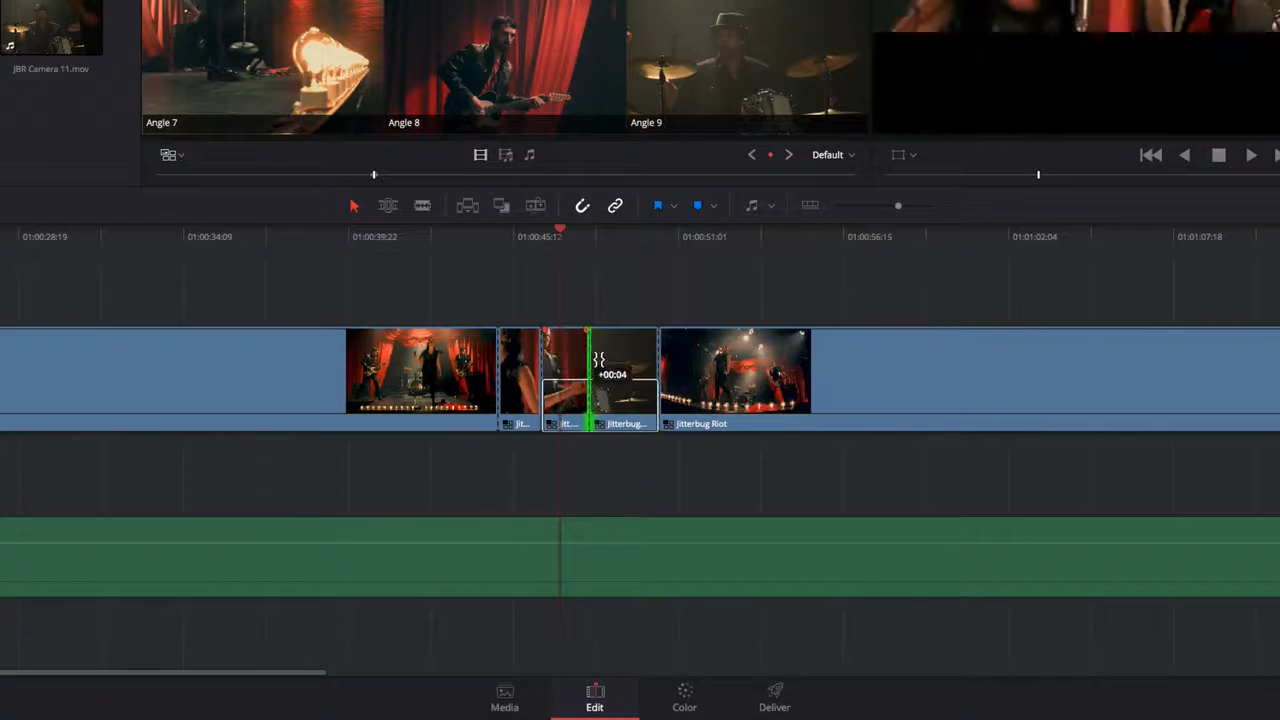 JBR Camera 11.mov
Angle 7
Angle 8
Angle 9
Default
01:00:28:19
01:00:34:09
01:00:39:22
01:00:45:12
01:00:51:01
01:00:56:15
01:01:02:04
01:01:07:18
+00:04
Jit...
Jitt....
Jitterbug,...
Jitterbug Riot
Media
Edit
Color
Deliver